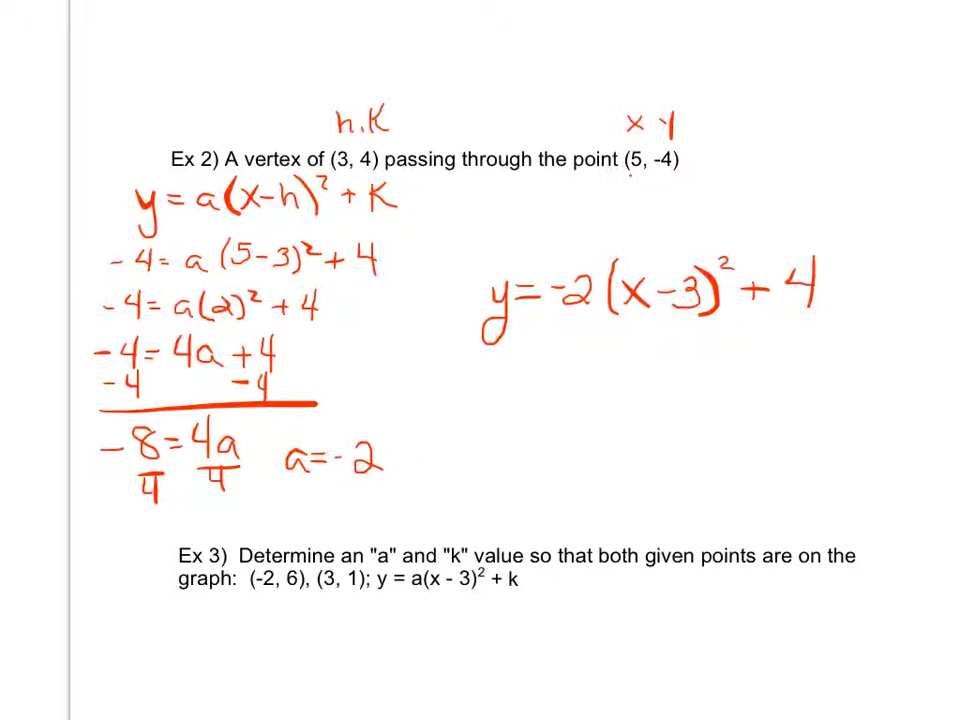 h.K x y
Ex 2) A vertex of (3, 4) passing through the point (5, -4)
y = a(x-h)² + K
-4 = a (5-3)² + 4
y = -2 (x-3)² + 4
-4 = a(2)² + 4
-4 = 4a + 4
-4 -4
-8 = 4a a = -2
4 4
Ex 3) Determine an "a" and "k" value so that both given points are on the
graph: (-2, 6), (3, 1); y = a(x - 3)² + k